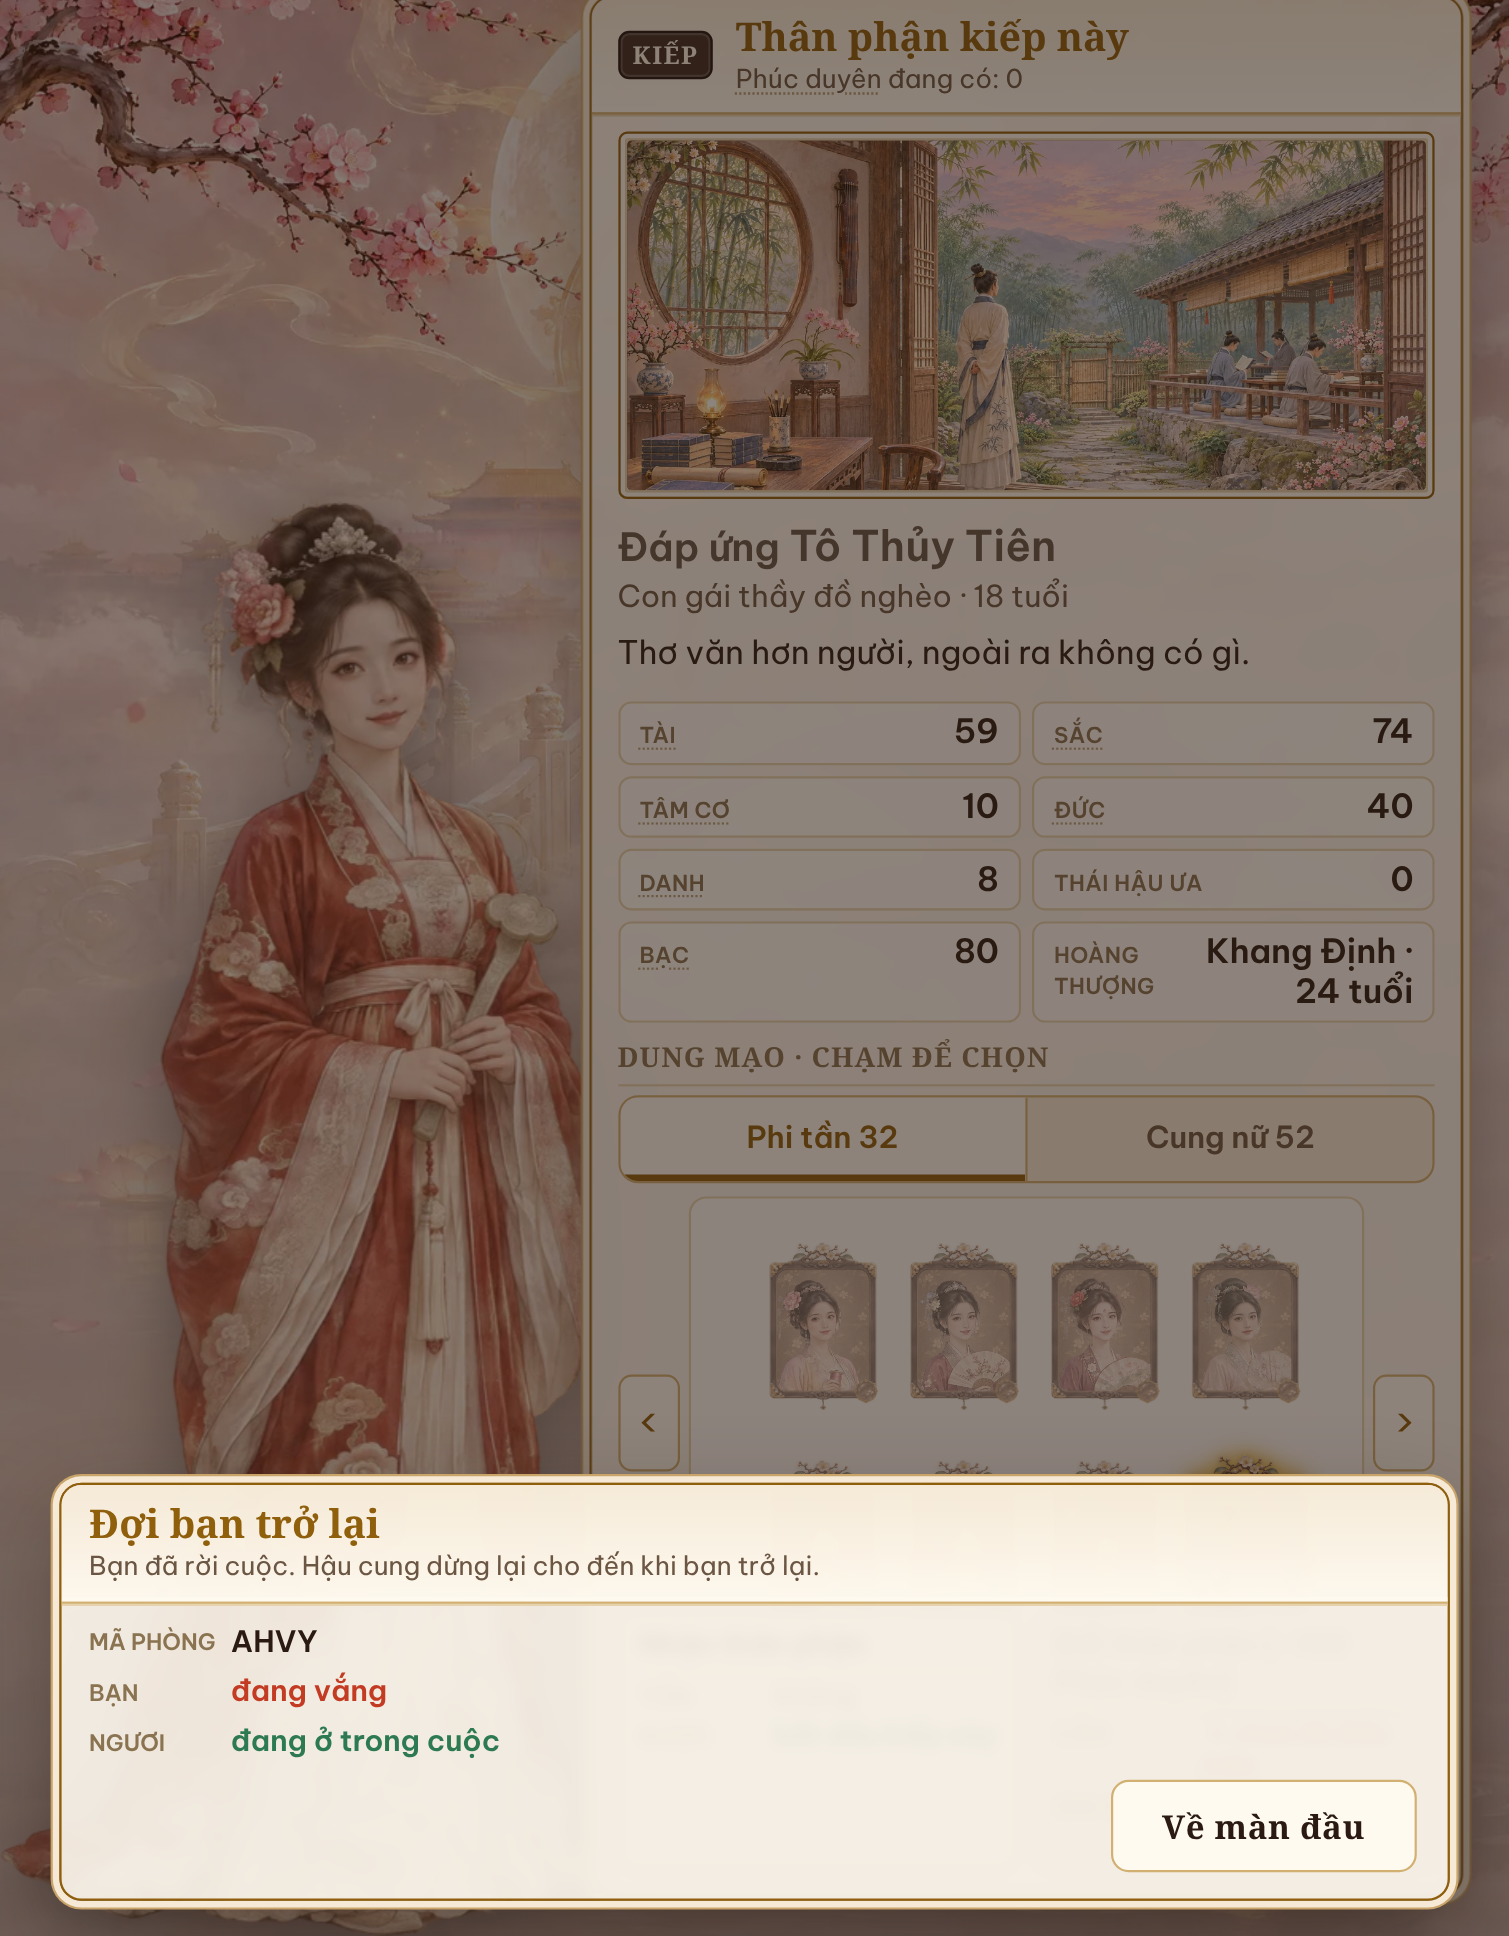 KIẾP
Thân phận kiếp này
Phúc duyên đang có: 0
Đáp ứng Tô Thủy Tiên
Con gái thầy đồ nghèo · 18 tuổi
Thơ văn hơn người, ngoài ra không có gì.
TÀI 59
SẮC 74
TÂM CƠ 10
ĐỨC 40
DANH 8
THÁI HẬU ƯA 0
BẠC 80
HOÀNG THƯỢNG
Khang Định ·
24 tuổi
DUNG MẠO · CHẠM ĐỂ CHỌN
Phi tần 32
Cung nữ 52
Đợi bạn trở lại
Bạn đã rời cuộc. Hậu cung dừng lại cho đến khi bạn trở lại.
MÃ PHÒNG AHVY
BẠN đang vắng
NGƯƠI đang ở trong cuộc
Về màn đầu